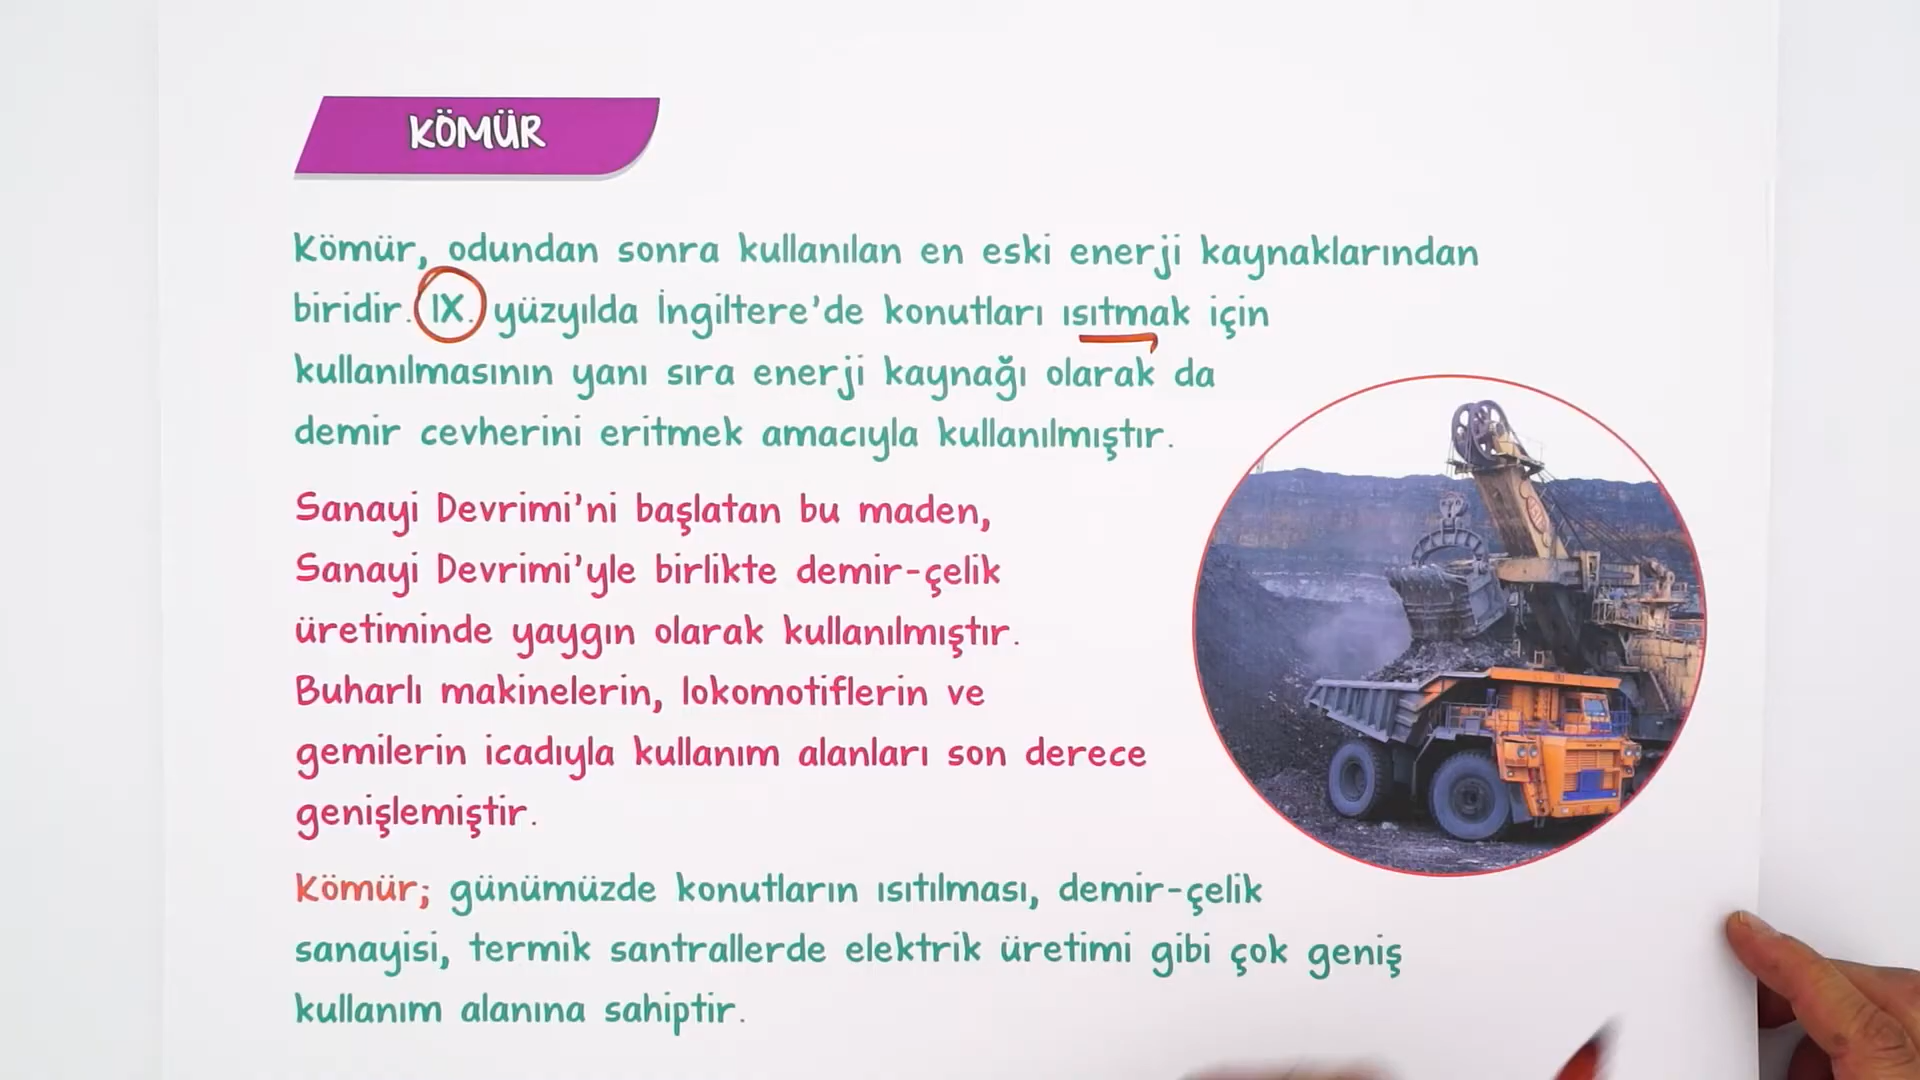 KÖMÜR
Kömür, odundan sonra kullanılan en eski enerji kaynaklarından
biridir. IX. yüzyılda İngiltere'de konutları ısıtmak için
kullanılmasının yanı sıra enerji kaynağı olarak da
demir cevherini eritmek amacıyla kullanılmıştır.
Sanayi Devrimi'ni başlatan bu maden,
Sanayi Devrimi'yle birlikte demir-çelik
üretiminde yaygın olarak kullanılmıştır.
Buharlı makinelerin, lokomotiflerin ve
gemilerin icadıyla kullanım alanları son derece
genişlemiştir.
Kömür; günümüzde konutların ısıtılması, demir-çelik
sanayisi, termik santrallerde elektrik üretimi gibi çok geniş
kullanım alanına sahiptir.